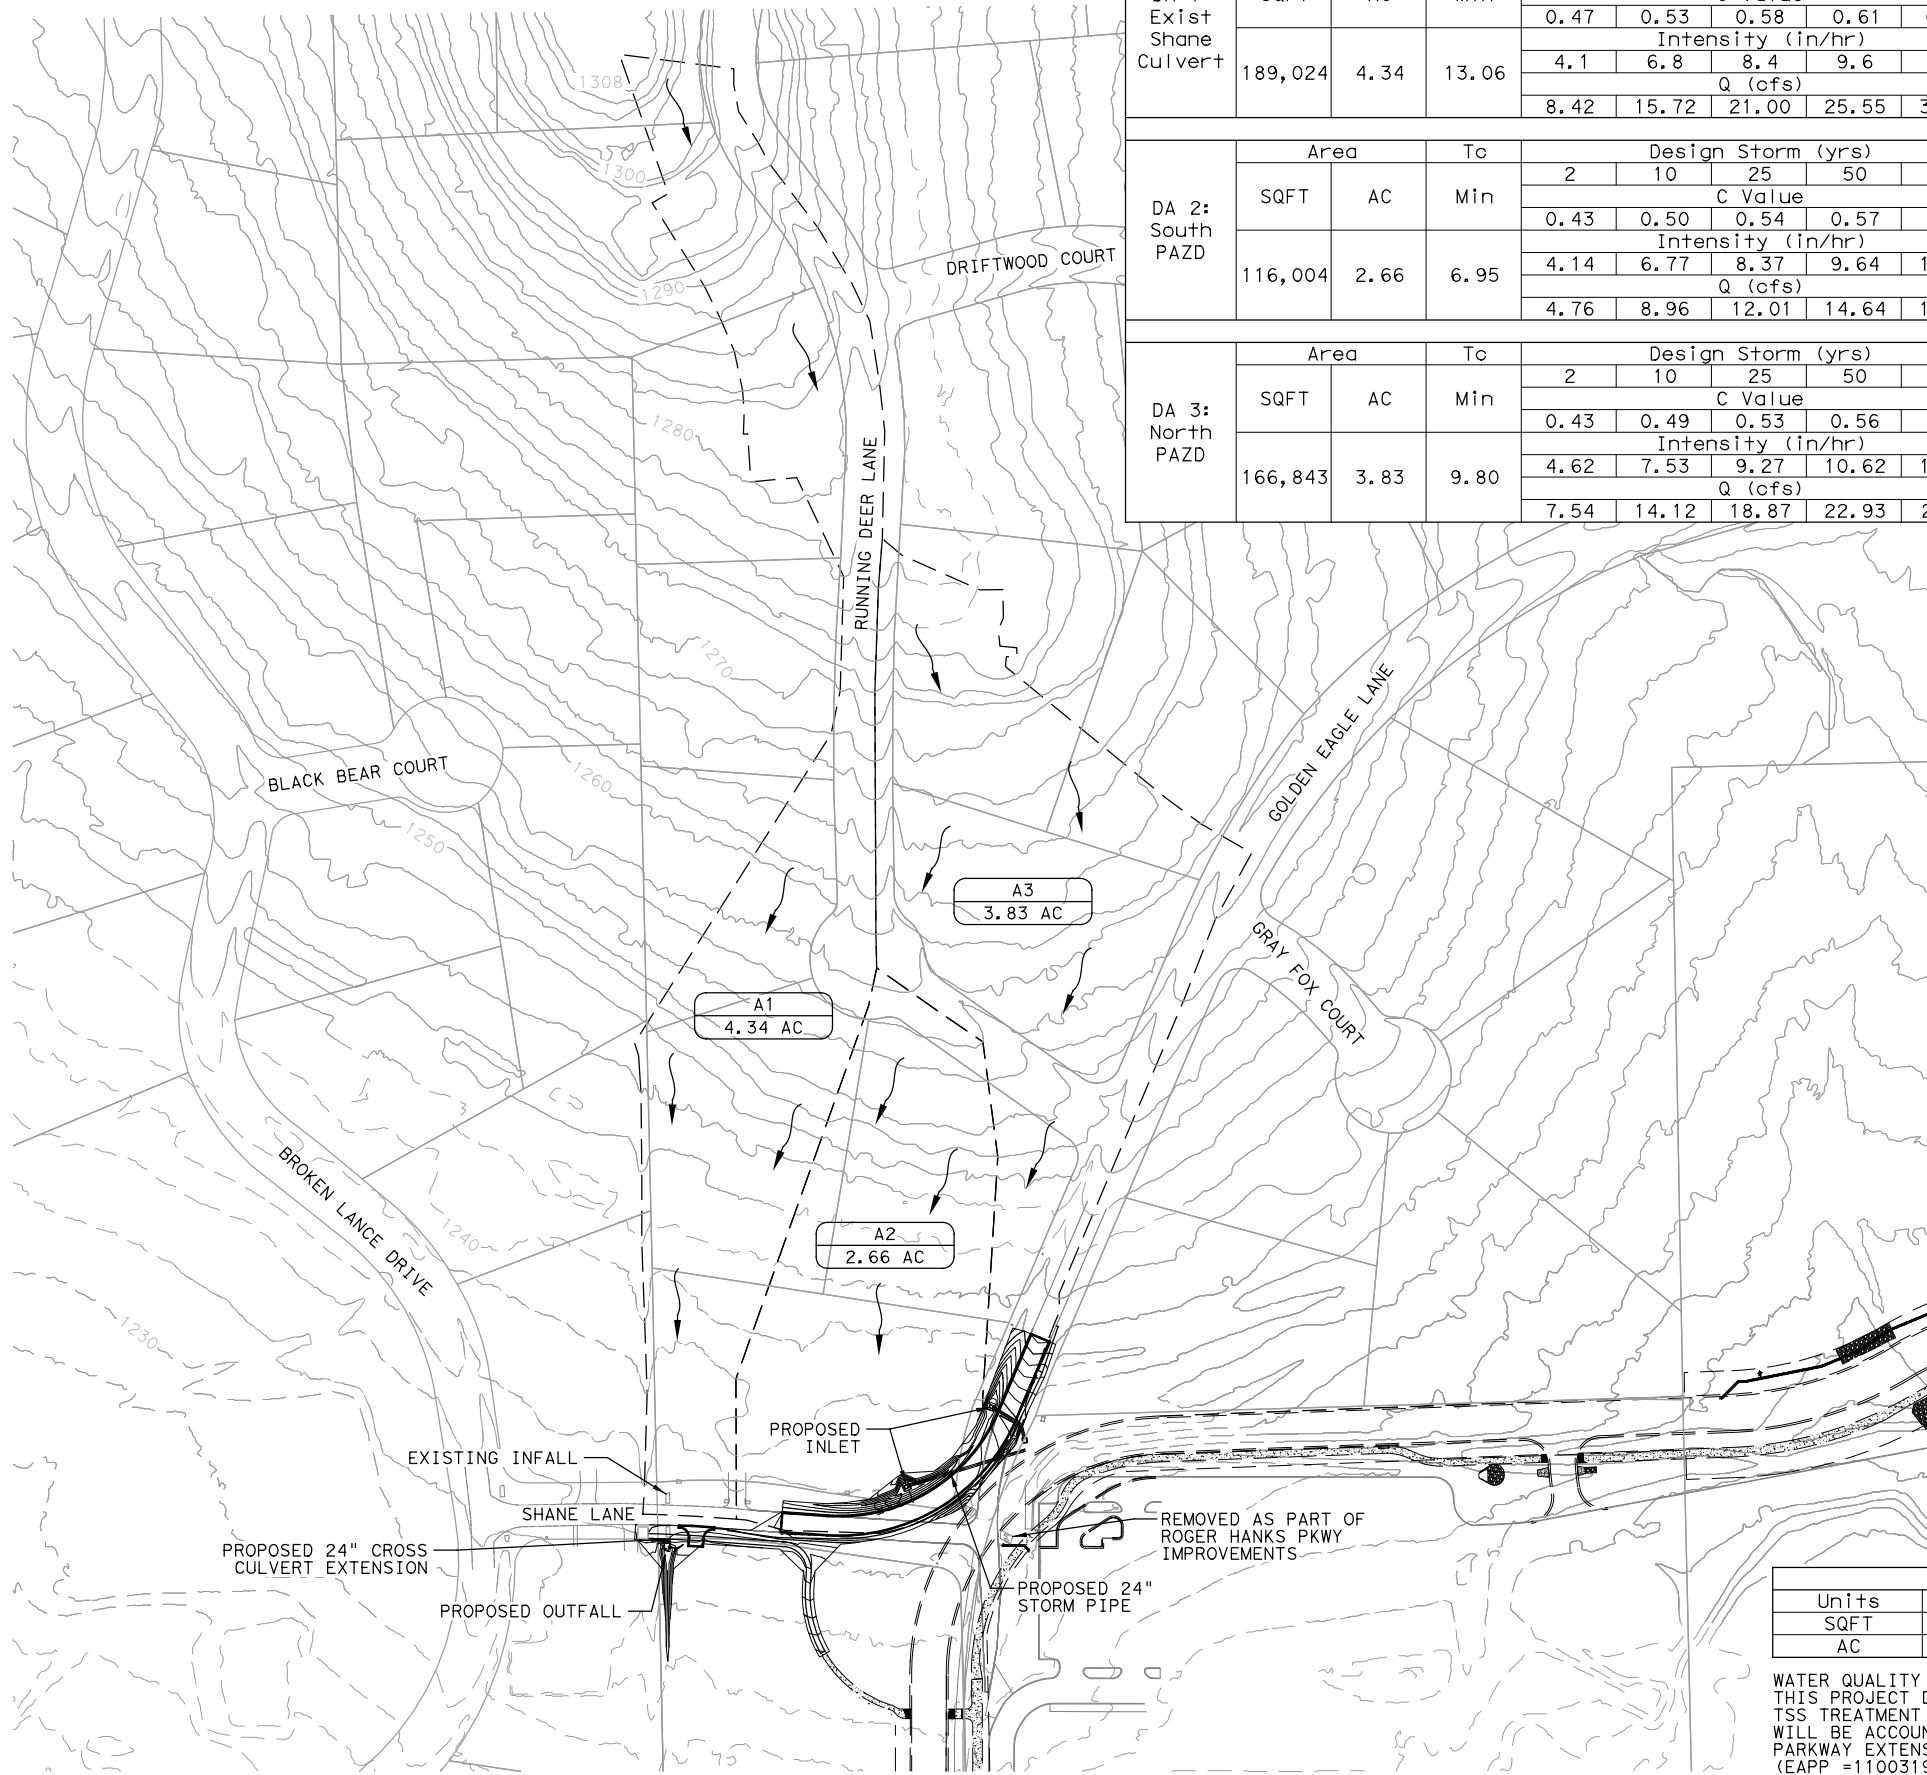 Exist
Shane
Culvert
0.47 0.53 0.58 0.61
Intensity (in/hr)
189,024 4.34 13.06
4.1 6.8 8.4 9.6
Q (cfs)
8.42 15.72 21.00 25.55
DA 2:
South
PAZD
Area Tc Design Storm (yrs)
SQFT AC Min
2 10 25 50
C Value
0.43 0.50 0.54 0.57
Intensity (in/hr)
116,004 2.66 6.95
4.14 6.77 8.37 9.64
Q (cfs)
4.76 8.96 12.01 14.64
DA 3:
North
PAZD
Area Tc Design Storm (yrs)
SQFT AC Min
2 10 25 50
C Value
0.43 0.49 0.53 0.56
Intensity (in/hr)
166,843 3.83 9.80
4.62 7.53 9.27 10.62
Q (cfs)
7.54 14.12 18.87 22.93
1308
1300
1290
DRIFTWOOD COURT
1280
RUNNING DEER LANE
1270
GOLDEN EAGLE LANE
BLACK BEAR COURT
1260
1250
A3
3.83 AC
GRAY FOX COURT
A1
4.34 AC
BROKEN LANCE DRIVE
1240
A2
2.66 AC
1230
PROPOSED
INLET
EXISTING INFALL
SHANE LANE
PROPOSED 24" CROSS
CULVERT EXTENSION
PROPOSED OUTFALL
REMOVED AS PART OF
ROGER HANKS PKWY
IMPROVEMENTS
PROPOSED 24"
STORM PIPE
Units
SQFT
AC
WATER QUALITY
THIS PROJECT
TSS TREATMENT
WILL BE
PARKWAY
(EAPP =1100319